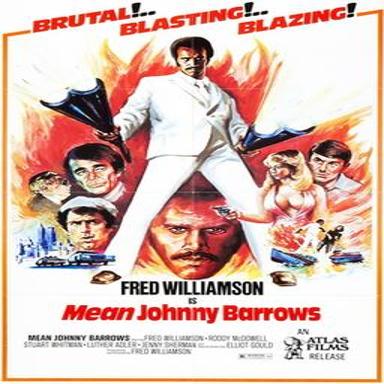 BRUTAL!.. BLASTING!.. BLAZING!
FRED WILLIAMSON
IS
Mean Johnny Barrows
MEAN JOHNNY BARROWS
FRED WILLIAMSON • RODDY McDOWELL
STUART WHITMAN • LUTHER ADLER • JENNY SHERMAN
ELLIOT GOULD
FRED WILLIAMSON
AN
ATLAS
FILMS
RELEASE